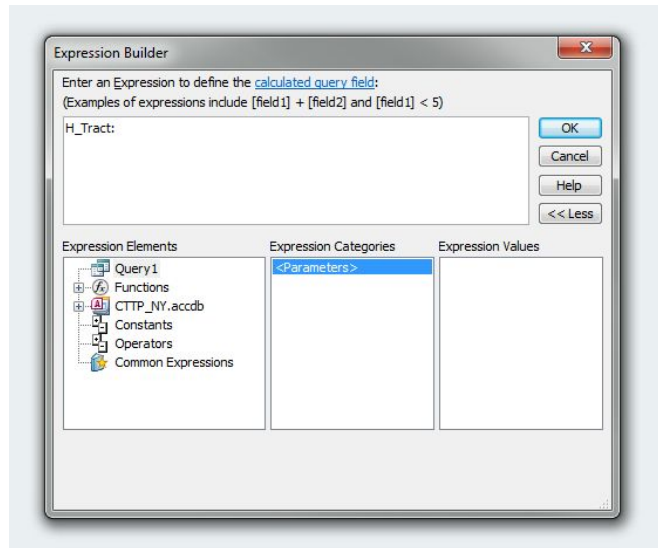 Expression Builder
Enter an Expression to define the calculated query field:
(Examples of expressions include [field1] + [field2] and [field1] < 5)
H_Tract:
OK
Cancel
Help
<< Less
Expression Elements
Expression Categories
Expression Values
Query1
Functions
CTTP_NY.accdb
Constants
Operators
Common Expressions
<Parameters>